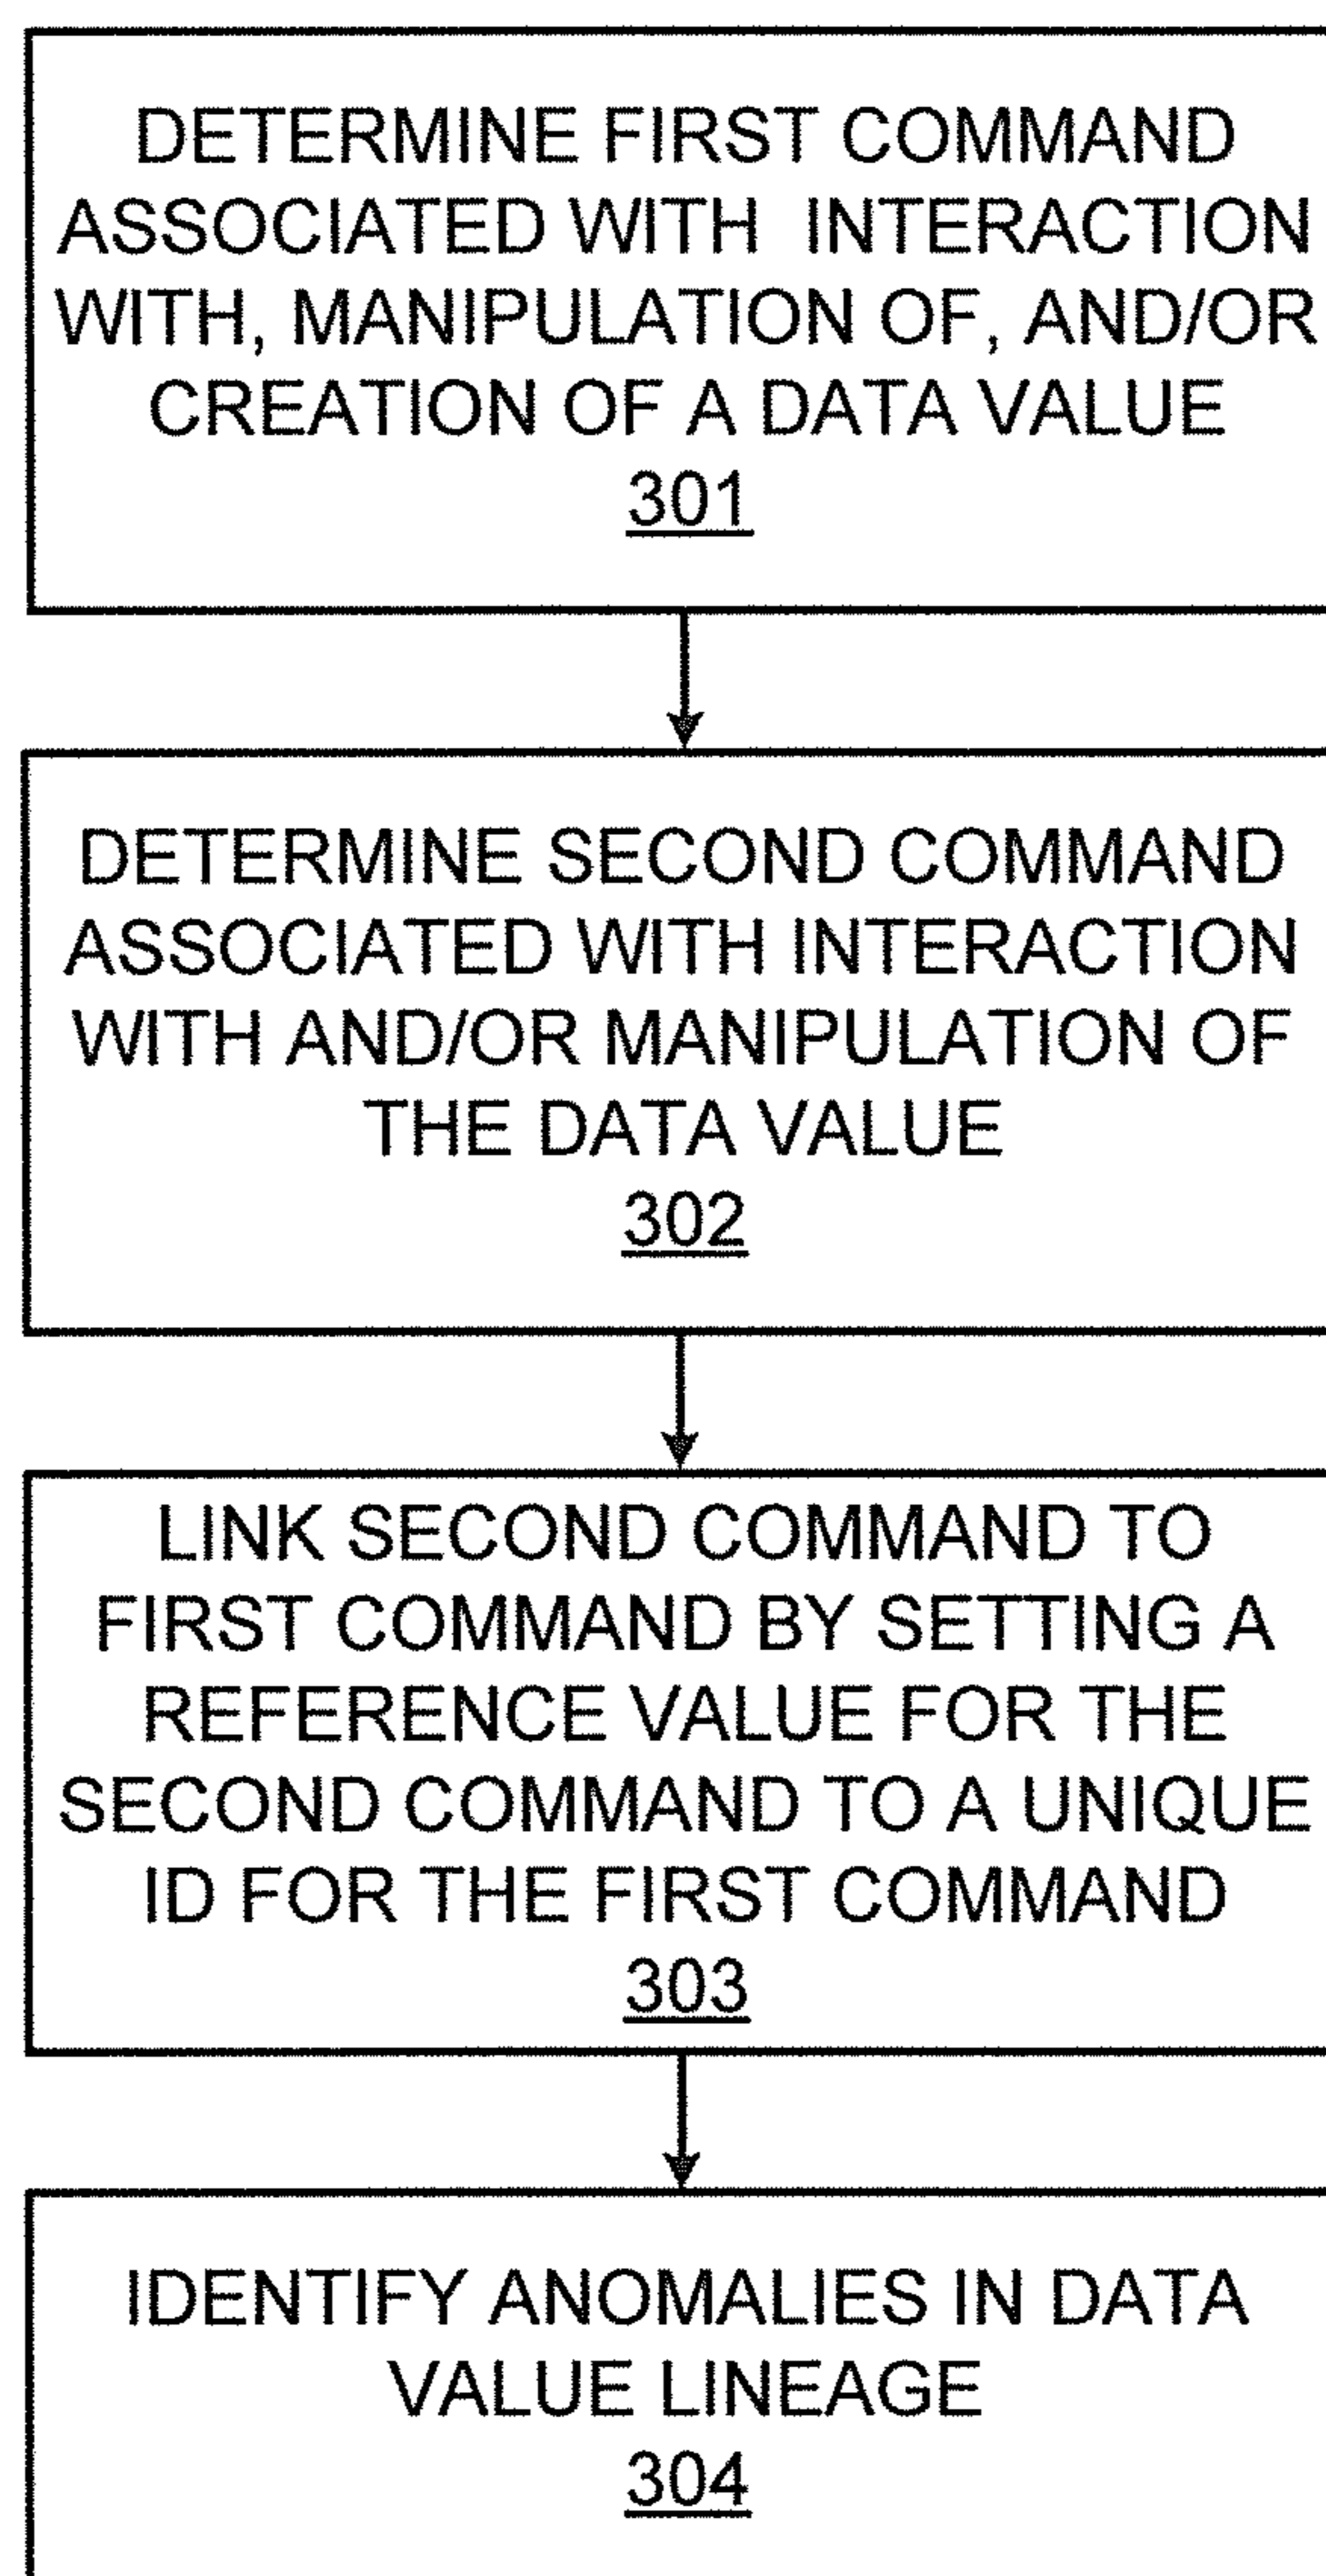 DETERMINE FIRST COMMAND
ASSOCIATED WITH INTERACTION
WITH, MANIPULATION OF, AND/OR
CREATION OF A DATA VALUE
301
DETERMINE SECOND COMMAND
ASSOCIATED WITH INTERACTION
WITH AND/OR MANIPULATION OF
THE DATA VALUE
302
LINK SECOND COMMAND TO
FIRST COMMAND BY SETTING A
REFERENCE VALUE FOR THE
SECOND COMMAND TO A UNIQUE
ID FOR THE FIRST COMMAND
303
IDENTIFY ANOMALIES IN DATA
VALUE LINEAGE
304